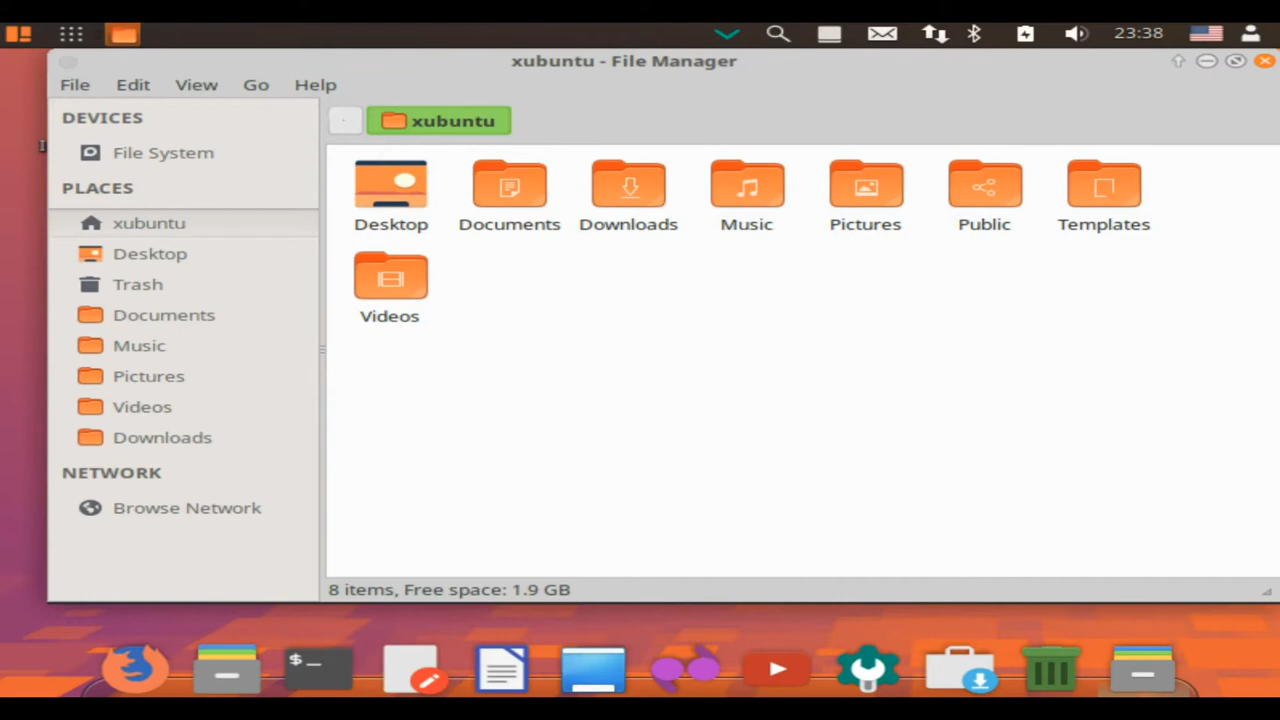 23:38
xubuntu - File Manager
File Edit View Go Help
DEVICES
File System
PLACES
xubuntu
Desktop
Trash
Documents
Music
Pictures
Videos
Downloads
NETWORK
Browse Network
xubuntu
Desktop Documents Downloads Music Pictures Public Templates
Videos
8 items, Free space: 1.9 GB
$_